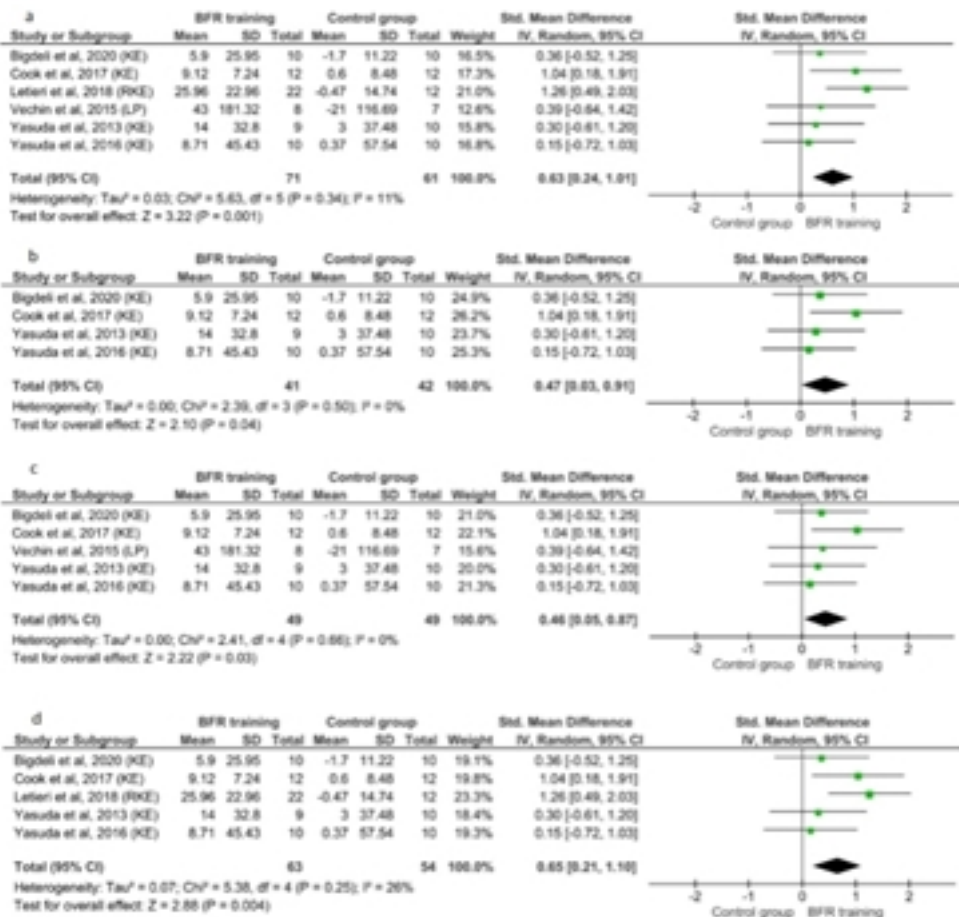 a
BFR training Control group Std. Mean Difference Std. Mean Difference
Study or Subgroup Mean SD Total Mean SD Total Weight IV, Random, 95% CI IV, Random, 95% CI
Bigdeli et al, 2020 (KE) 5.9 25.95 10 -1.7 11.22 10 16.5% 0.36 [-0.52, 1.25]
Cook et al, 2017 (KE) 9.12 7.24 12 0.6 8.48 12 17.3% 1.04 [0.18, 1.91]
Letieri et al, 2018 (RKE) 25.96 22.96 22 -0.47 14.74 12 21.0% 1.26 [0.49, 2.03]
Vechin et al, 2015 (LP) 43 181.32 8 -21 116.69 7 12.6% 0.39 [-0.64, 1.42]
Yasuda et al, 2013 (KE) 14 32.8 9 3 37.48 10 15.8% 0.30 [-0.61, 1.20]
Yasuda et al, 2016 (KE) 8.71 45.43 10 0.37 57.54 10 16.8% 0.15 [-0.72, 1.03]
Total (95% CI) 71 61 100.0% 0.63 [0.24, 1.01]
Heterogeneity: Tau² = 0.03; Chi² = 5.63, df = 5 (P = 0.34); I² = 11%
Test for overall effect: Z = 3.22 (P = 0.001)
-2 -1 0 1 2
Control group BFR training
b
BFR training Control group Std. Mean Difference Std. Mean Difference
Study or Subgroup Mean SD Total Mean SD Total Weight IV, Random, 95% CI IV, Random, 95% CI
Bigdeli et al, 2020 (KE) 5.9 25.95 10 -1.7 11.22 10 24.9% 0.36 [-0.52, 1.25]
Cook et al, 2017 (KE) 9.12 7.24 12 0.6 8.48 12 26.2% 1.04 [0.18, 1.91]
Yasuda et al, 2013 (KE) 14 32.8 9 3 37.48 10 23.7% 0.30 [-0.61, 1.20]
Yasuda et al, 2016 (KE) 8.71 45.43 10 0.37 57.54 10 25.3% 0.15 [-0.72, 1.03]
Total (95% CI) 41 42 100.0% 0.47 [0.03, 0.91]
Heterogeneity: Tau² = 0.00; Chi² = 2.39, df = 3 (P = 0.50); I² = 0%
Test for overall effect: Z = 2.10 (P = 0.04)
-2 -1 0 1 2
Control group BFR training
c
BFR training Control group Std. Mean Difference Std. Mean Difference
Study or Subgroup Mean SD Total Mean SD Total Weight IV, Random, 95% CI IV, Random, 95% CI
Bigdeli et al, 2020 (KE) 5.9 25.95 10 -1.7 11.22 10 21.0% 0.36 [-0.52, 1.25]
Cook et al, 2017 (KE) 9.12 7.24 12 0.6 8.48 12 22.1% 1.04 [0.18, 1.91]
Vechin et al, 2015 (LP) 43 181.32 8 -21 116.69 7 15.6% 0.39 [-0.64, 1.42]
Yasuda et al, 2013 (KE) 14 32.8 9 3 37.48 10 20.0% 0.30 [-0.61, 1.20]
Yasuda et al, 2016 (KE) 8.71 45.43 10 0.37 57.54 10 21.3% 0.15 [-0.72, 1.03]
Total (95% CI) 49 49 100.0% 0.46 [0.05, 0.87]
Heterogeneity: Tau² = 0.00; Chi² = 2.41, df = 4 (P = 0.66); I² = 0%
Test for overall effect: Z = 2.22 (P = 0.03)
-2 -1 0 1 2
Control group BFR training
d
BFR training Control group Std. Mean Difference Std. Mean Difference
Study or Subgroup Mean SD Total Mean SD Total Weight IV, Random, 95% CI IV, Random, 95% CI
Bigdeli et al, 2020 (KE) 5.9 25.95 10 -1.7 11.22 10 19.1% 0.36 [-0.52, 1.25]
Cook et al, 2017 (KE) 9.12 7.24 12 0.6 8.48 12 19.8% 1.04 [0.18, 1.91]
Letieri et al, 2018 (RKE) 25.96 22.96 22 -0.47 14.74 12 23.3% 1.26 [0.49, 2.03]
Yasuda et al, 2013 (KE) 14 32.8 9 3 37.48 10 18.4% 0.30 [-0.61, 1.20]
Yasuda et al, 2016 (KE) 8.71 45.43 10 0.37 57.54 10 19.3% 0.15 [-0.72, 1.03]
Total (95% CI) 63 54 100.0% 0.65 [0.21, 1.10]
Heterogeneity: Tau² = 0.07; Chi² = 5.38, df = 4 (P = 0.25); I² = 26%
Test for overall effect: Z = 2.88 (P = 0.004)
-2 -1 0 1 2
Control group BFR training